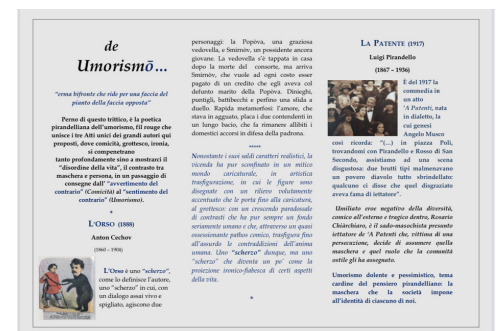 de
Umorismō...
"erma bifronte che ride per una faccia del
pianto della faccia opposta"
Perno di questo trittico, è la poetica
pirandelliana dell'umorismo, fil rouge che
unisce i tre Atti unici dei grandi autori qui
proposti, dove comicità, grottesco, ironia,
si compenetrano
tanto profondamente sino a mostrarci il
"disordine della vita", il contrasto tra
maschera e persona, in un passaggio di
consegne dall' "avvertimento del
contrario" (Comicità) al "sentimento del
contrario" (Umorismo).
*
L'ORSO (1888)
Anton Cechov
(1860 – 1904)
L'Orso è uno "scherzo",
come lo definisce l'autore,
uno "scherzo" in cui, con
un dialogo assai vivo e
spigliato, agiscono due
personaggi: la Popòva, una graziosa
vedovella, e Smirnòv, un possidente ancora
giovane. La vedovella s'è tappata in casa
dopo la morte del consorte, ma arriva
Smirnòv, che vuole ad ogni costo esser
pagato di un credito che egli aveva col
defunto marito della Popòva. Dinieghi,
puntigli, battibecchi e perfino una sfida a
duello. Rapida metamorfosi: l'amore, che
stava in agguato, placa i due contendenti in
un lungo bacio, che fa rimanere allibiti i
domestici accorsi in difesa della padrona.
*****
Nonostante i suoi caldi caratteri realistici, la
vicenda ha pur sconfinato in un mitico
mondo caricaturale, in artistica
trasfigurazione, in cui le figure sono
disegnate con un rilievo volutamente
accentuato che le porta fino alla caricatura,
al grottesco: con un crescendo paradossale
di contrasti che ha pur sempre un fondo
seriamente umano e che, attraverso un quasi
ossessionante pathos comico, trasfigura fino
all'assurdo le contraddizioni dell'anima
umana. Uno "scherzo" dunque, ma uno
"scherzo" che diventa un po' come la
proiezione ironico-fiabesca di certi aspetti
della vita.
*
LA PATENTE (1917)
Luigi Pirandello
(1867 – 1936)
È del 1917 la
commedia in
un atto
'A Patenti, nata
in dialetto, la
cui genesi
Angelo Musco
così ricorda: "(…) in piazza Poli,
trovandomi con Pirandello e Rosso di San
Secondo, assistemmo ad una scena
disgustosa: due brutti tipi malmenavano
un povero diavolo tutto sbrindellato:
qualcuno ci disse che quel disgraziato
aveva fama di iettatore".
Umiliato eroe negativo della diversità,
comico all'esterno e tragico dentro, Rosario
Chiàrchiaro, è il sado-masochista presunto
iettatore de 'A Patenti che, vittima di una
persecuzione, decide di assumere quella
maschera e quel ruolo che la comunità
ostile gli ha assegnato.
Umorismo dolente e pessimistico, tema
cardine del pensiero pirandelliano: la
maschera che la società impone
all'identità di ciascuno di noi.